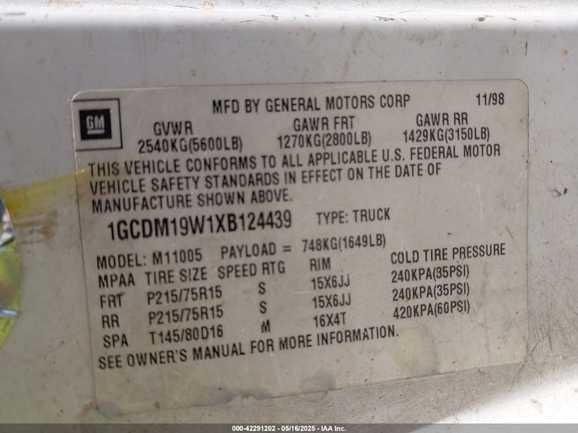 GM
MFD BY GENERAL MOTORS CORP 11/98
GVWR GAWR FRT GAWR RR
2540KG(5600LB) 1270KG(2800LB) 1429KG(3150LB)
THIS VEHICLE CONFORMS TO ALL APPLICABLE U.S. FEDERAL MOTOR
VEHICLE SAFETY STANDARDS IN EFFECT ON THE DATE OF
MANUFACTURE SHOWN ABOVE.
1GCDM19W1XB124439 TYPE: TRUCK
MODEL: M11005 PAYLOAD = 748KG(1649LB)
MPAA TIRE SIZE SPEED RTG RIM COLD TIRE PRESSURE
FRT P215/75R15 S 15X6JJ 240KPA(35PSI)
RR P215/75R15 S 15X6JJ 240KPA(35PSI)
SPA T145/80D16 M 16X4T 420KPA(60PSI)
SEE OWNER'S MANUAL FOR MORE INFORMATION.
000-42291202 - 05/16/2025 - IAA, Inc.